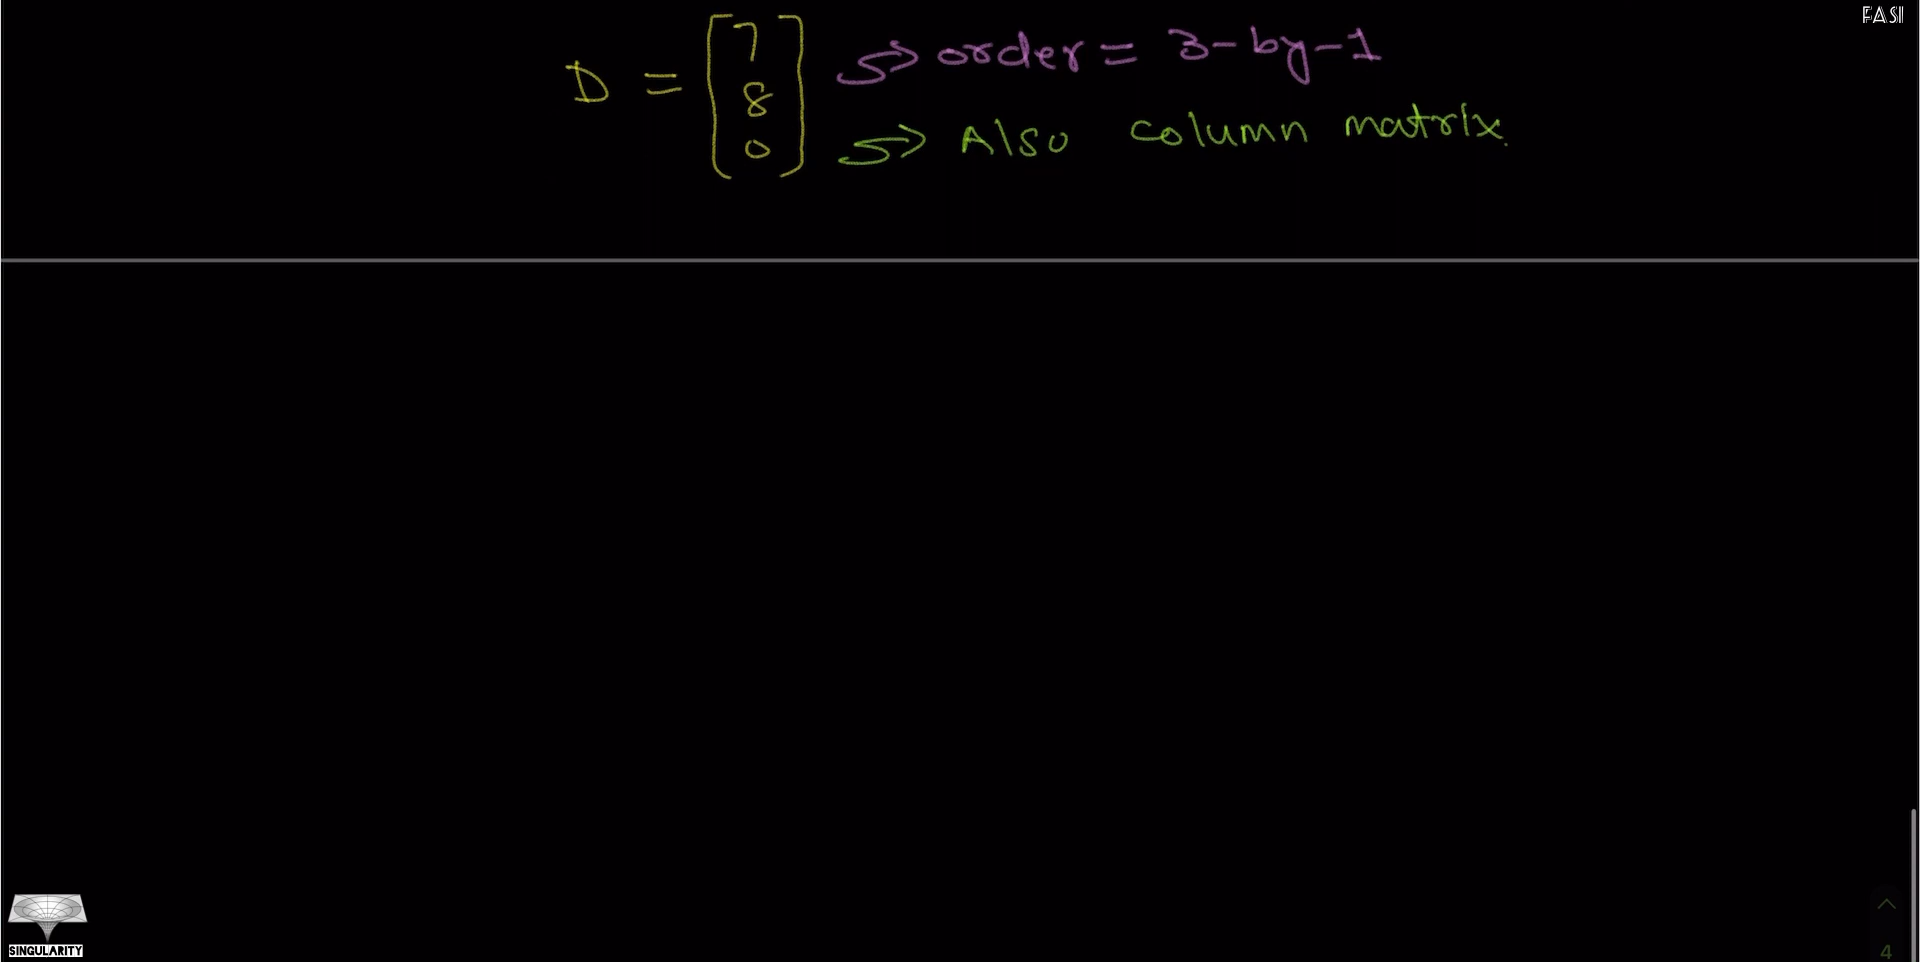 FASI
D = [7 8 0] => order = 3-by-1
=> Also column matrix.
SINGULARITY
4